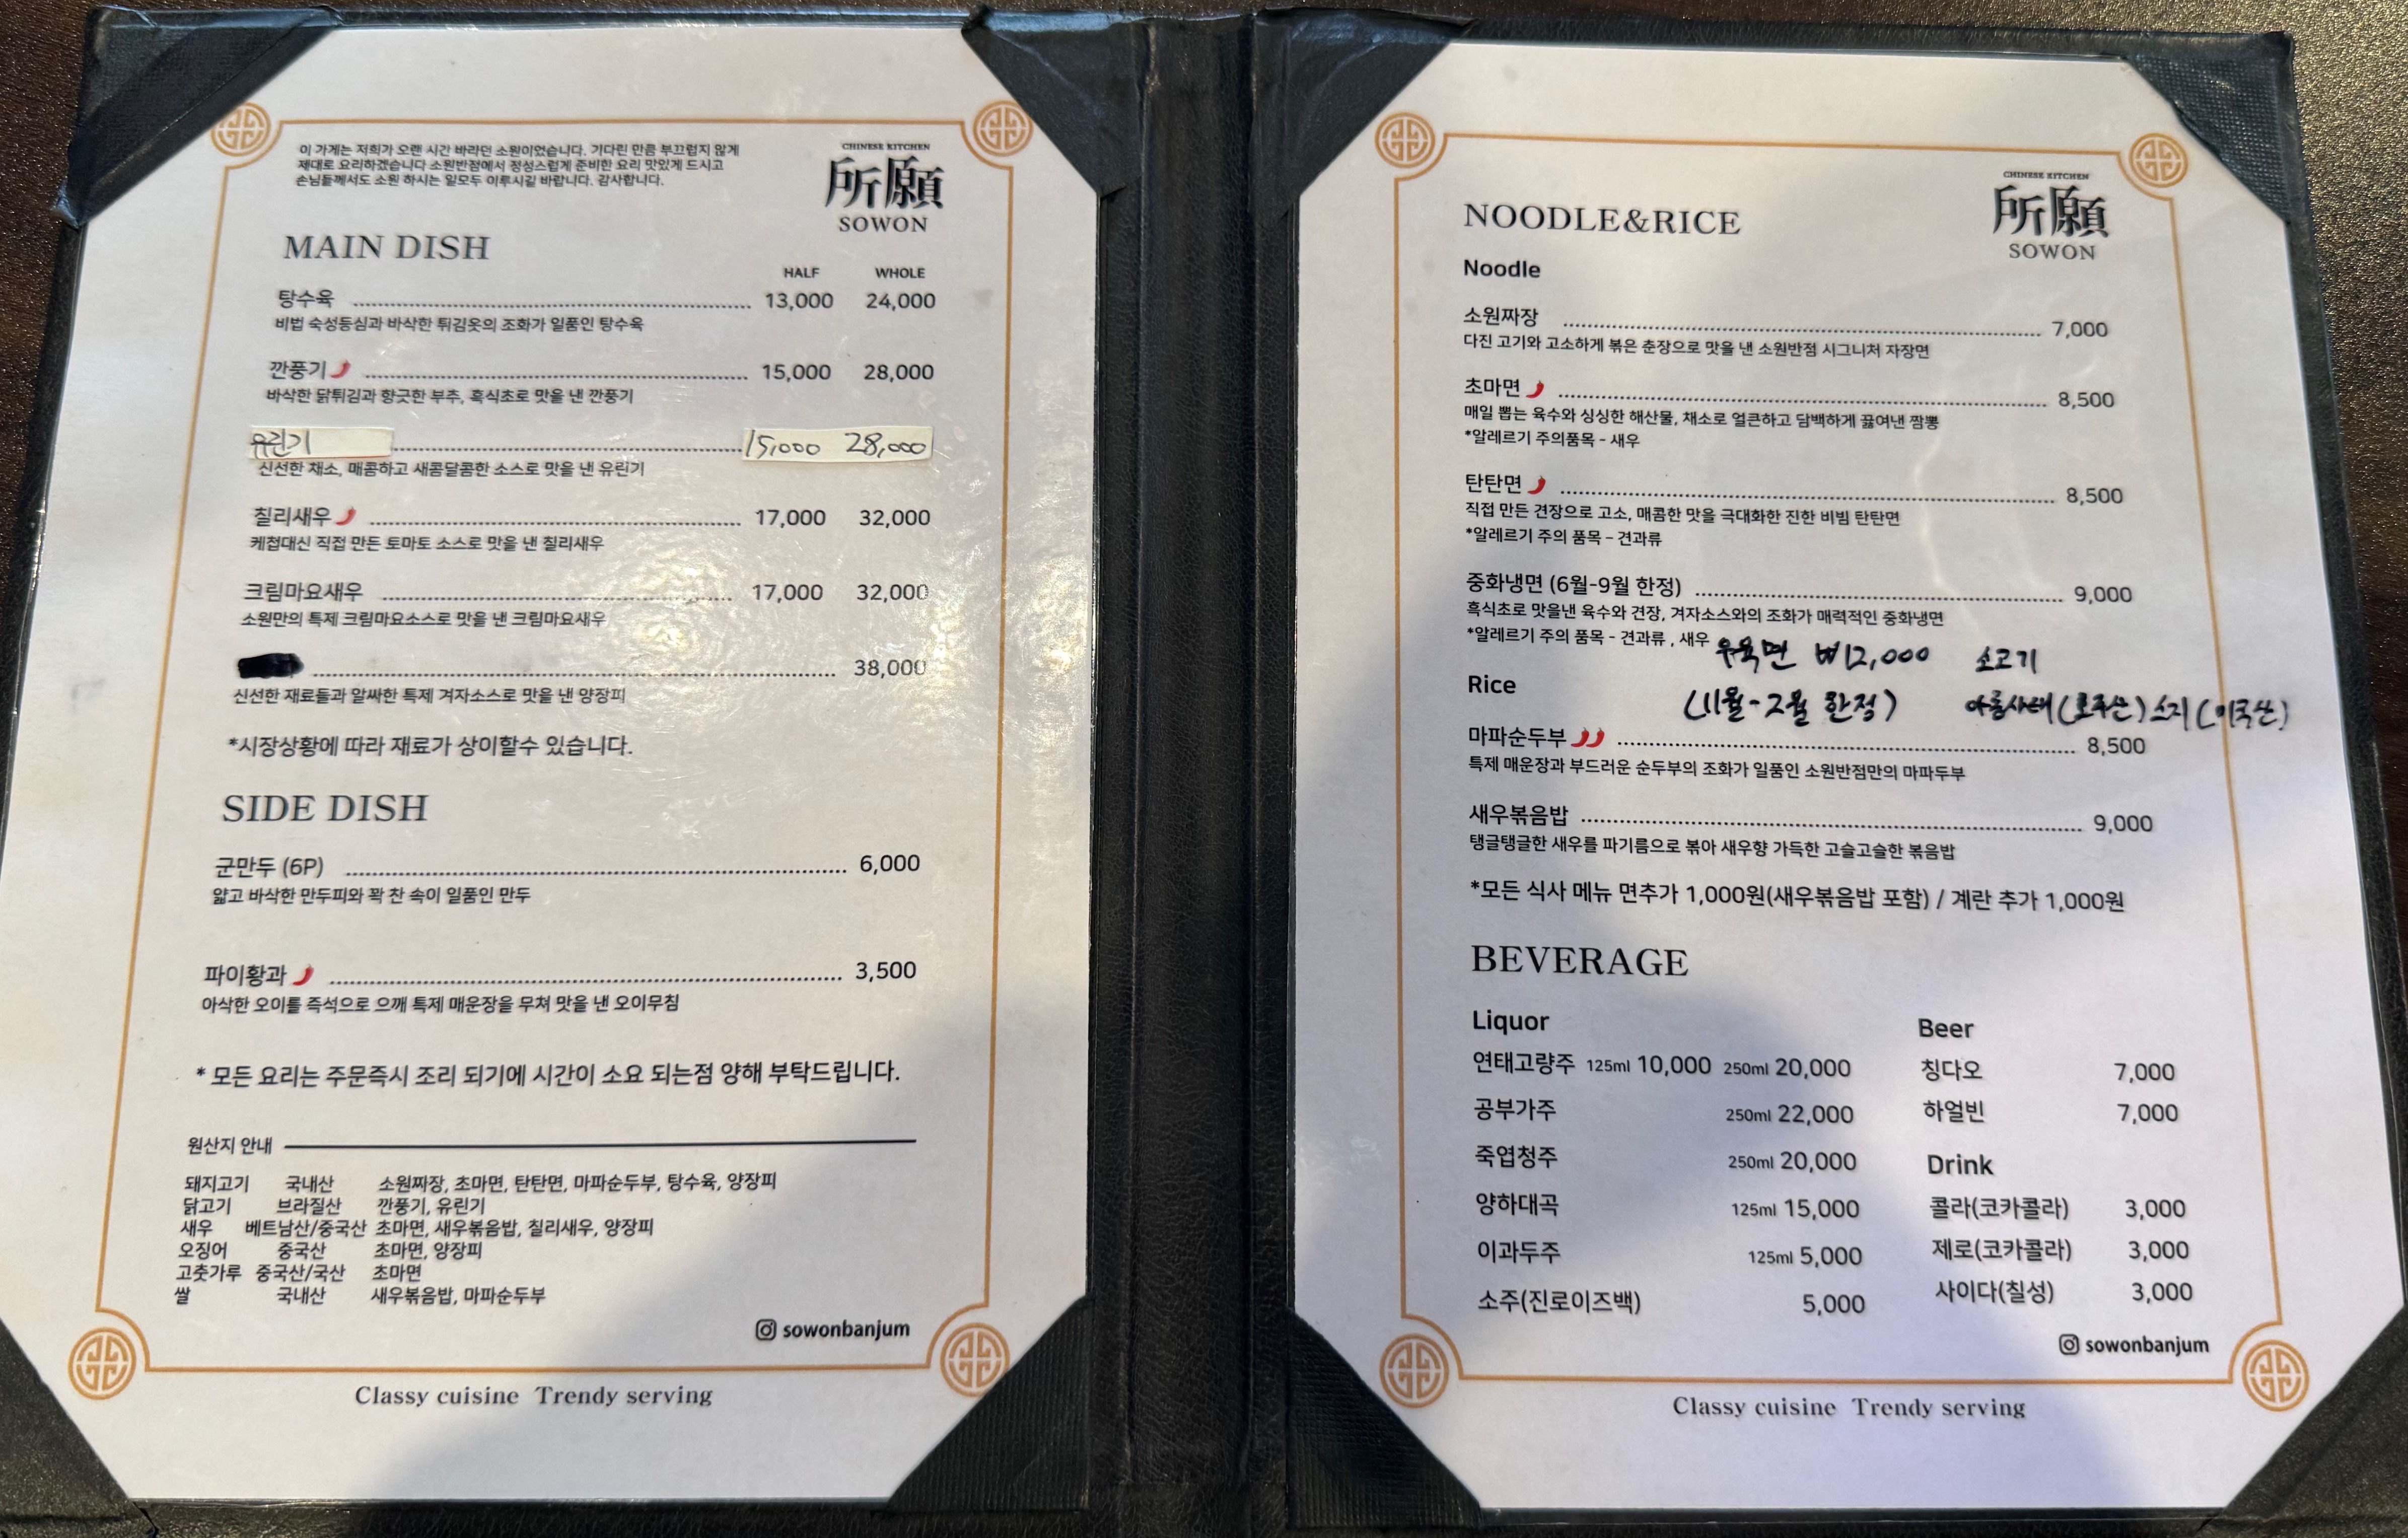 이 가게는 저희가 오랜 시간 바라던 소원이었습니다. 기다린 만큼 부끄럽지 않게
제대로 요리하겠습니다 소원반점에서 정성스럽게 준비한 요리 맛있게 드시고
손님들께서도 소원 하시는 일모두 이루시길 바랍니다. 감사합니다.
CHINESE KITCHEN
所願
SOWON
MAIN DISH
HALF WHOLE
탕수육 13,000 24,000
비법 숙성등심과 바삭한 튀김옷의 조화가 일품인 탕수육
깐풍기 15,000 28,000
바삭한 닭튀김과 향긋한 부추, 흑식초로 맛을 낸 깐풍기
유린기 15,000 28,000
신선한 채소, 매콤하고 새콤달콤한 소스로 맛을 낸 유린기
칠리새우 17,000 32,000
케첩대신 직접 만든 토마토 소스로 맛을 낸 칠리새우
크림마요새우 17,000 32,000
소원만의 특제 크림마요소스로 맛을 낸 크림마요새우
38,000
신선한 재료들과 알싸한 특제 겨자소스로 맛을 낸 양장피
*시장상황에 따라 재료가 상이할수 있습니다.
SIDE DISH
군만두 (6P) 6,000
얇고 바삭한 만두피와 꽉 찬 속이 일품인 만두
파이황과 3,500
아삭한 오이를 즉석으로 으깨 특제 매운장을 무쳐 맛을 낸 오이무침
* 모든 요리는 주문즉시 조리 되기에 시간이 소요 되는점 양해 부탁드립니다.
원산지 안내
돼지고기 국내산 소원짜장, 초마면, 탄탄면, 마파순두부, 탕수육, 양장피
닭고기 브라질산 깐풍기, 유린기
새우 베트남산/중국산 초마면, 새우볶음밥, 칠리새우, 양장피
오징어 중국산 초마면, 양장피
고춧가루 중국산/국산 초마면
쌀 국내산 새우볶음밥, 마파순두부
sowonbanjum
Classy cuisine Trendy serving
CHINESE KITCHEN
所願
SOWON
NOODLE&RICE
Noodle
소원짜장 7,000
다진 고기와 고소하게 볶은 춘장으로 맛을 낸 소원반점 시그니처 자장면
초마면 8,500
매일 뽑는 육수와 싱싱한 해산물, 채소로 얼큰하고 담백하게 끓여낸 짬뽕
*알레르기 주의품목 - 새우
탄탄면 8,500
직접 만든 견장으로 고소, 매콤한 맛을 극대화한 진한 비빔 탄탄면
*알레르기 주의 품목 - 견과류
중화냉면 (6월-9월 한정) 9,000
흑식초로 맛을낸 육수와 견장, 겨자소스와의 조화가 매력적인 중화냉면
*알레르기 주의 품목 - 견과류 , 새우
우육면 ₩12,000 소고기
(11월-2월 한정) 아롱사태(호주산) 스지(미국산)
Rice
마파순두부 8,500
특제 매운장과 부드러운 순두부의 조화가 일품인 소원반점만의 마파두부
새우볶음밥 9,000
탱글탱글한 새우를 파기름으로 볶아 새우향 가득한 고슬고슬한 볶음밥
*모든 식사 메뉴 면추가 1,000원(새우볶음밥 포함) / 계란 추가 1,000원
BEVERAGE
Liquor
연태고량주 125ml 10,000 250ml 20,000
공부가주 250ml 22,000
죽엽청주 250ml 20,000
양하대곡 125ml 15,000
이과두주 125ml 5,000
소주(진로이즈백) 5,000
Beer
칭다오 7,000
하얼빈 7,000
Drink
콜라(코카콜라) 3,000
제로(코카콜라) 3,000
사이다(칠성) 3,000
sowonbanjum
Classy cuisine Trendy serving